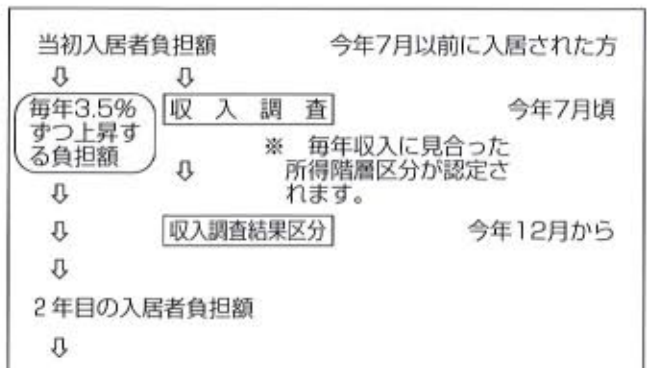 当初入居者負担額 今年7月以前に入居された方
⇩ ⇩
毎年3.5%
ずつ上昇す
る負担額
収入調査 今年7月頃
※ 毎年収入に見合った
所得階層区分が認定さ
れます。
⇩
⇩
⇩ 収入調査結果区分 今年12月から
⇩
2年目の入居者負担額
⇩